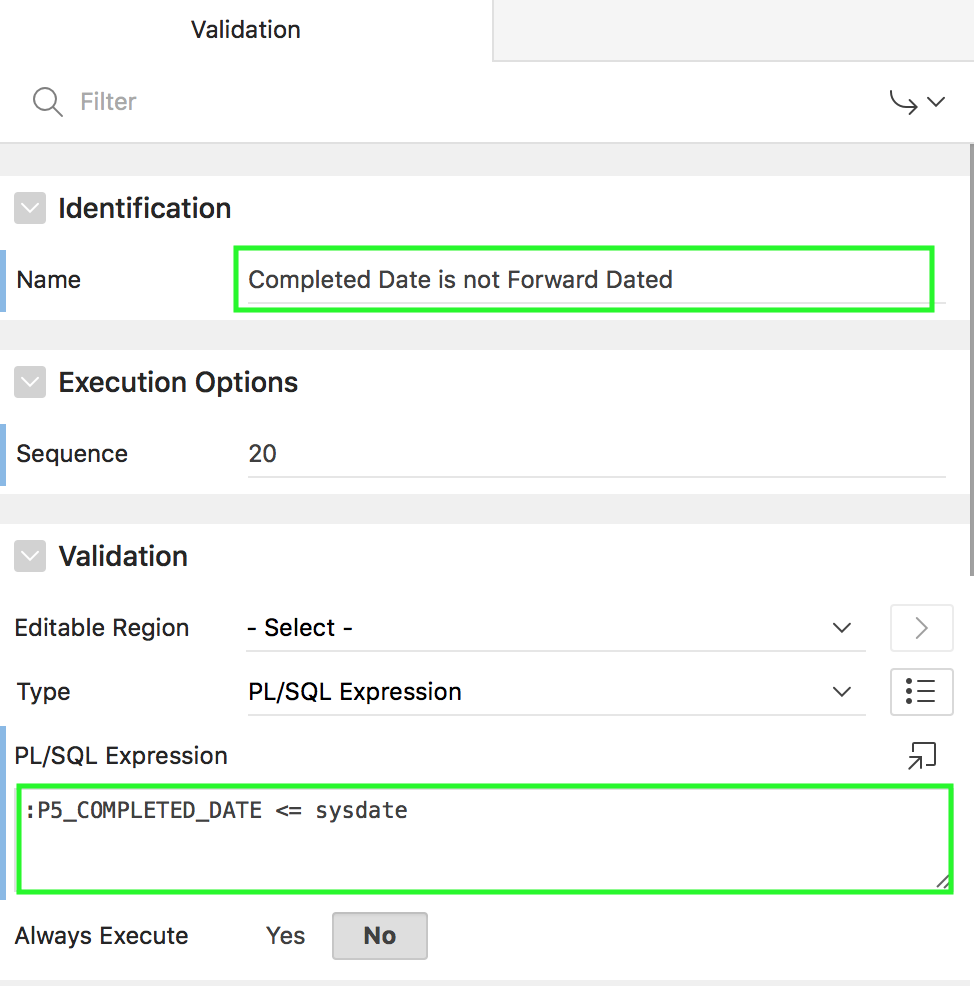 Validation
Filter
Identification
Name Completed Date is not Forward Dated
Execution Options
Sequence 20
Validation
Editable Region - Select -
Type PL/SQL Expression
PL/SQL Expression
:P5_COMPLETED_DATE <= sysdate
Always Execute Yes No